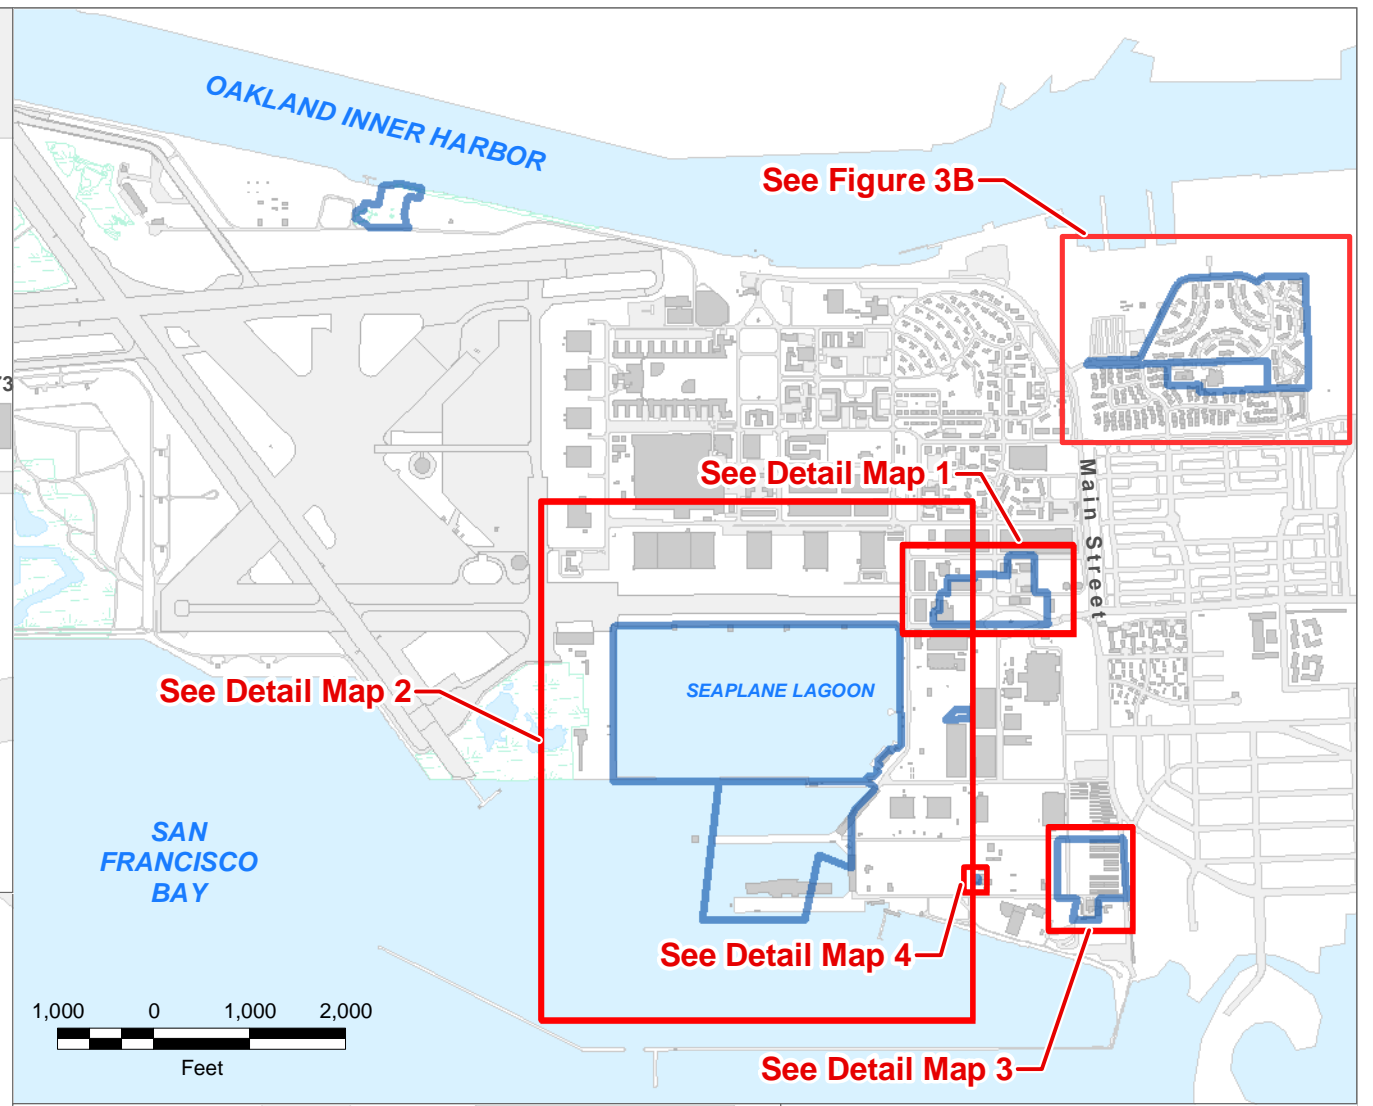 OAKLAND INNER HARBOR
See Figure 3B
73
See Detail Map 1
Main Street
See Detail Map 2
SEAPLANE LAGOON
SAN
FRANCISCO
BAY
See Detail Map 4
1,000 0 1,000 2,000
Feet
See Detail Map 3